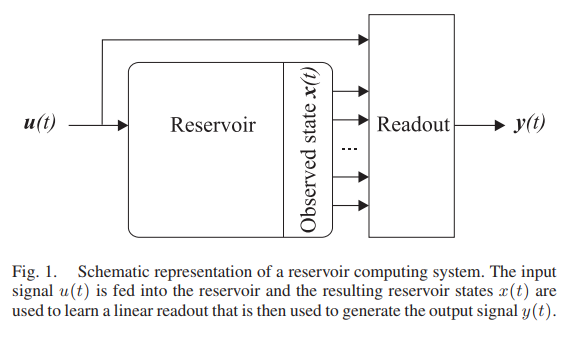 u(t)
Reservoir
Observed state x(t)
...
Readout
y(t)
Fig. 1. Schematic representation of a reservoir computing system. The input
signal u(t) is fed into the reservoir and the resulting reservoir states x(t) are
used to learn a linear readout that is then used to generate the output signal y(t).